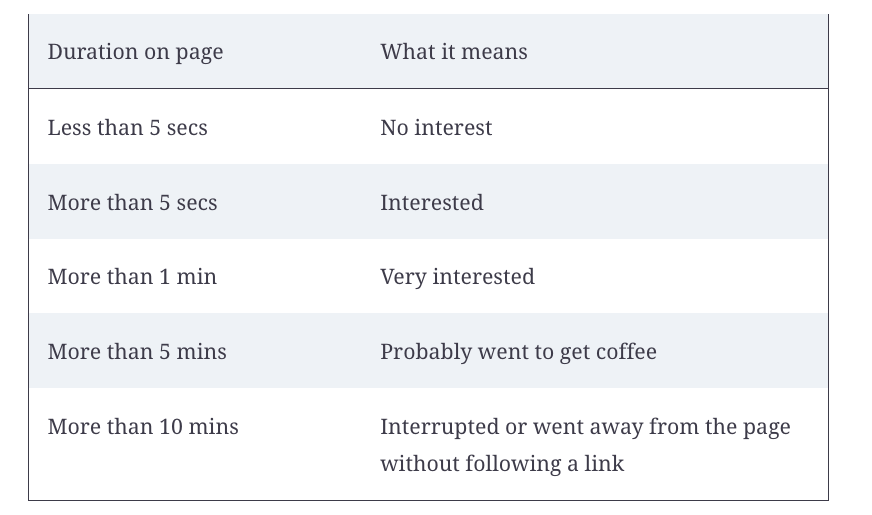 Duration on page What it means
Less than 5 secs No interest
More than 5 secs Interested
More than 1 min Very interested
More than 5 mins Probably went to get coffee
More than 10 mins Interrupted or went away from the page
without following a link